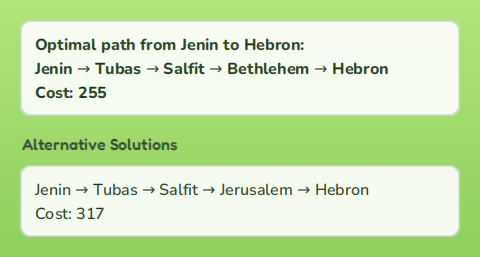 Optimal path from Jenin to Hebron:
Jenin → Tubas → Salfit → Bethlehem → Hebron
Cost: 255
Alternative Solutions
Jenin → Tubas → Salfit → Jerusalem → Hebron
Cost: 317